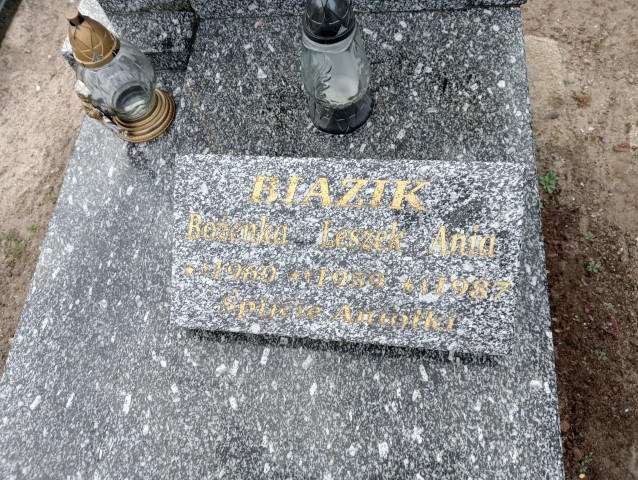 BIAZIK
Bożenka Leszek Ania
*†1960 *†1959 *†1987
Śpijcie Aniołki